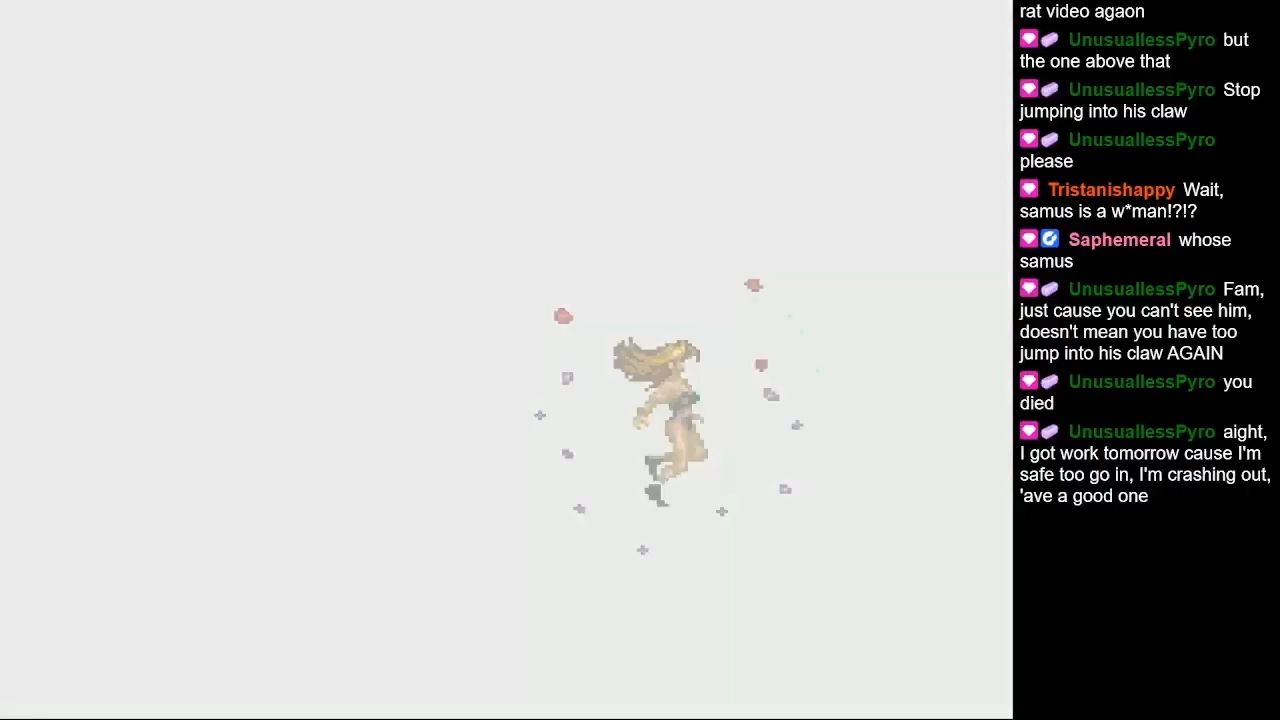 rat video agaon
UnusuallessPyro but
the one above that
UnusuallessPyro Stop
jumping into his claw
UnusuallessPyro
please
Tristanishappy Wait,
samus is a w*man!?!?
Saphemeral whose
samus
UnusuallessPyro Fam,
just cause you can't see him,
doesn't mean you have too
jump into his claw AGAIN
UnusuallessPyro you
died
UnusuallessPyro aight,
I got work tomorrow cause I'm
safe too go in, I'm crashing out,
'ave a good one